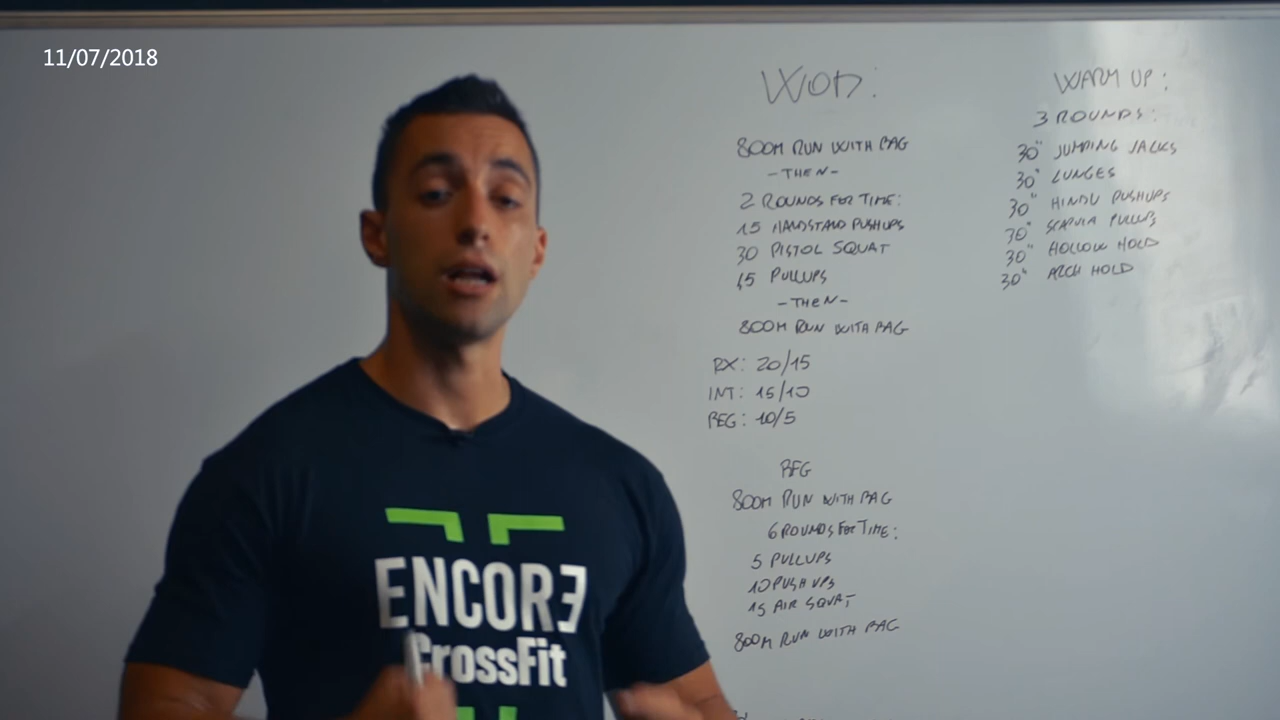 11/07/2018
WOD:
800M RUN WITH BAG
-THEN-
2 ROUNDS FOR TIME:
15 HANDSTAND PUSHUPS
30 PISTOL SQUAT
45 PULLUPS
-THEN-
800M RUN WITH BAG
RX: 20/15
INT: 15/10
BEG: 10/5
BEG
800M RUN WITH BAG
6 ROUNDS FOR TIME:
5 PULLUPS
10 PUSH UPS
15 AIR SQUAT
800M RUN WITH BAG
WARM UP:
3 ROUNDS:
30" JUMPING JACKS
30" LUNGES
30" HINDU PUSHUPS
30" SCAPULA PULLUPS
30" HOLLOW HOLD
30" ARCH HOLD
ENCORE
CrossFit